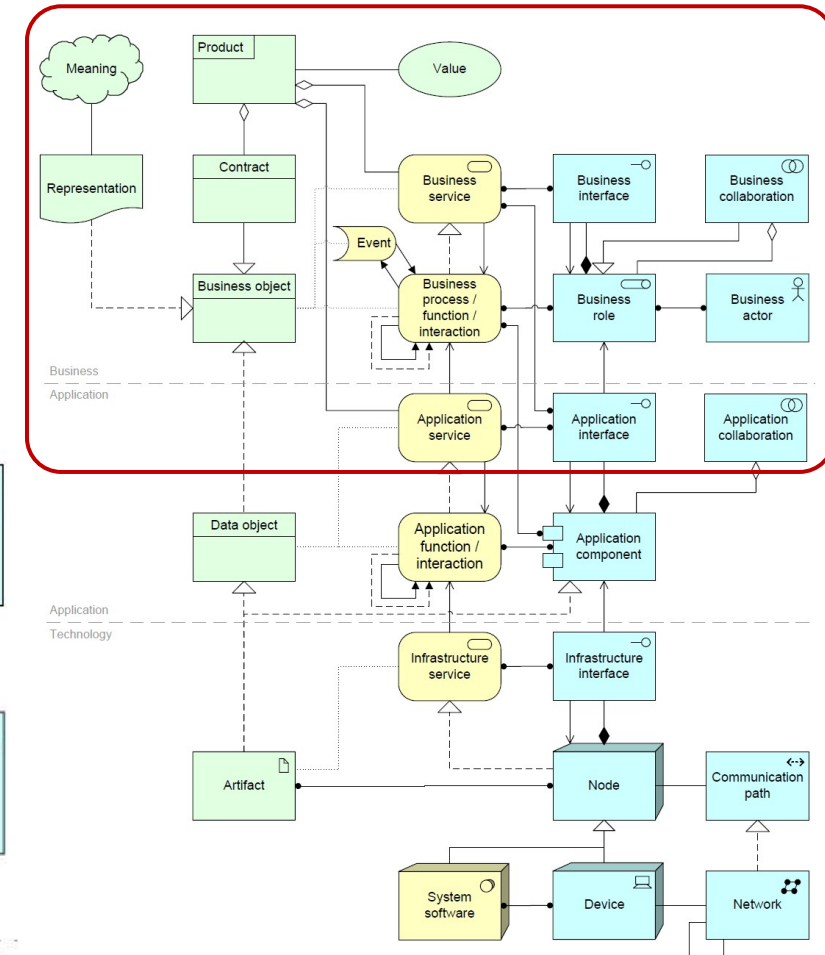 Product
Meaning
Value
Representation
Contract
Business
service
Business
interface
Business
collaboration
Event
Business object
Business
process /
function /
interaction
Business
role
Business
actor
Business
Application
Application
service
Application
interface
Application
collaboration
Data object
Application
function /
interaction
Application
component
Application
Technology
Infrastructure
service
Infrastructure
interface
Artifact
Node
Communication
path
System
software
Device
Network